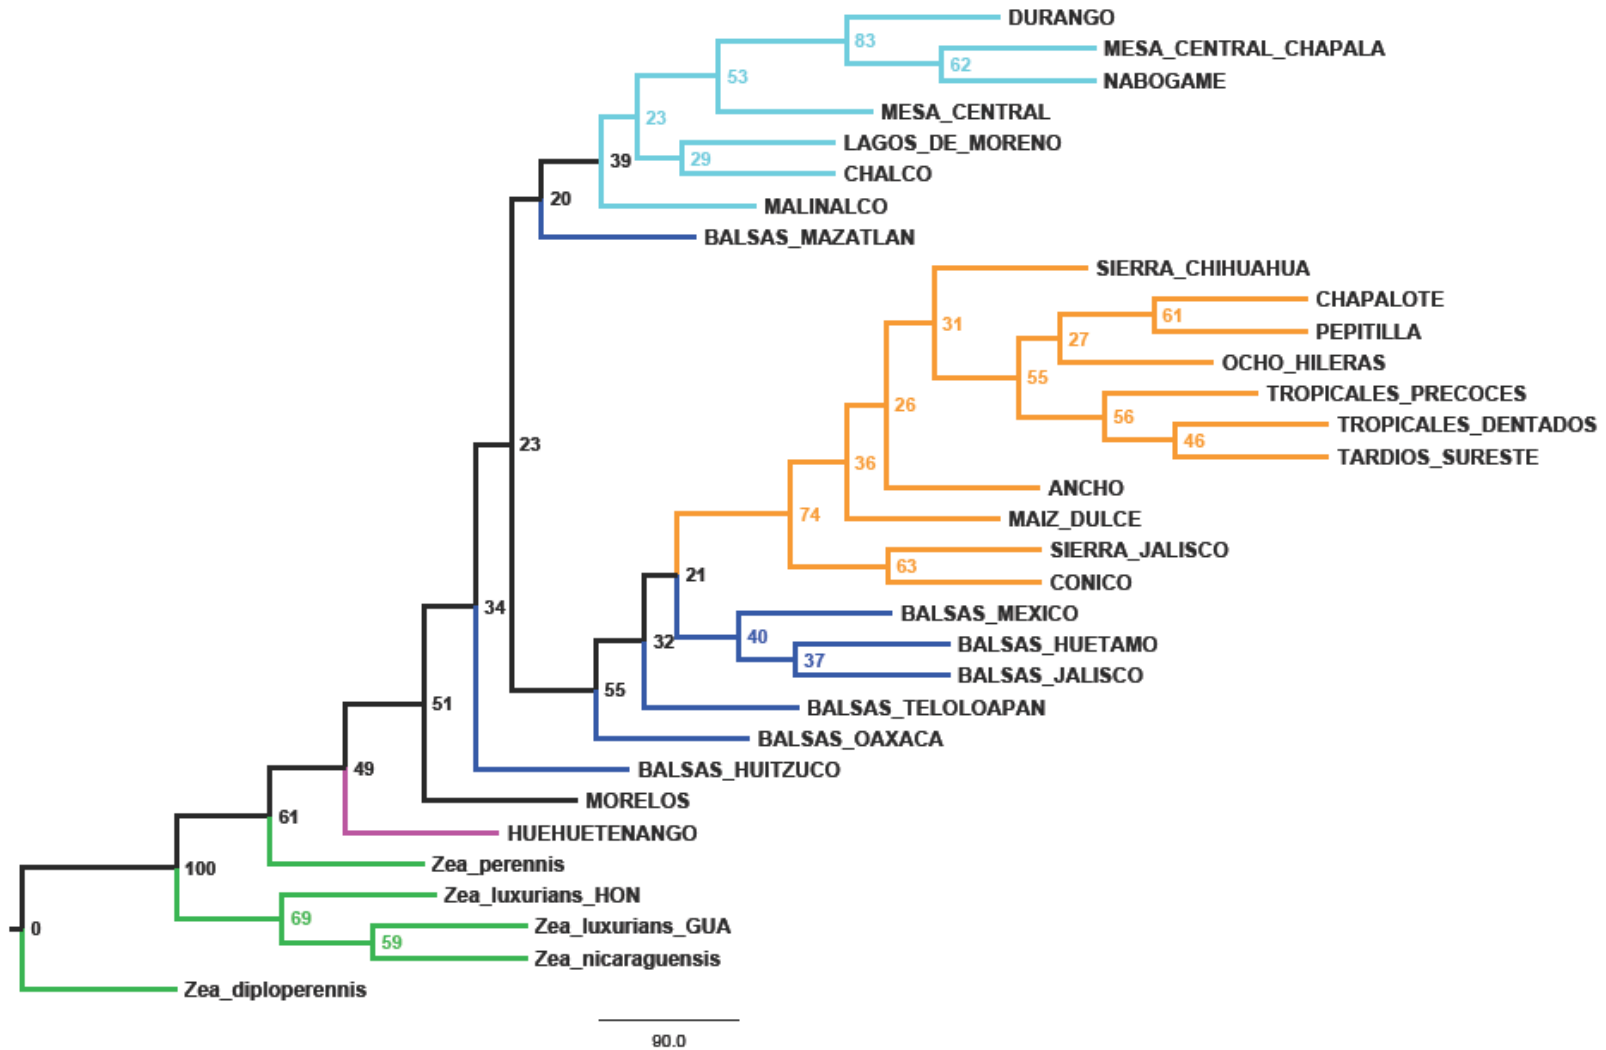 DURANGO
83
MESA_CENTRAL_CHAPALA
62
53
NABOGAME
MESA_CENTRAL
23
LAGOS_DE_MORENO
39
29
CHALCO
20
MALINALCO
BALSAS_MAZATLAN
SIERRA_CHIHUAHUA
CHAPALOTE
61
31
PEPITILLA
27
OCHO_HILERAS
55
TROPICALES_PRECOCES
26
56
TROPICALES_DENTADOS
46
23
TARDIOS_SURESTE
36
ANCHO
74
MAIZ_DULCE
SIERRA_JALISCO
63
21
CONICO
34
BALSAS_MEXICO
40
32
BALSAS_HUETAMO
37
BALSAS_JALISCO
55
51
BALSAS_TELOLOAPAN
BALSAS_OAXACA
49
BALSAS_HUITZUCO
MORELOS
61
HUEHUETENANGO
100
Zea_perennis
Zea_luxurians_HON
69
0
Zea_luxurians_GUA
59
Zea_nicaraguensis
Zea_diploperennis
90.0